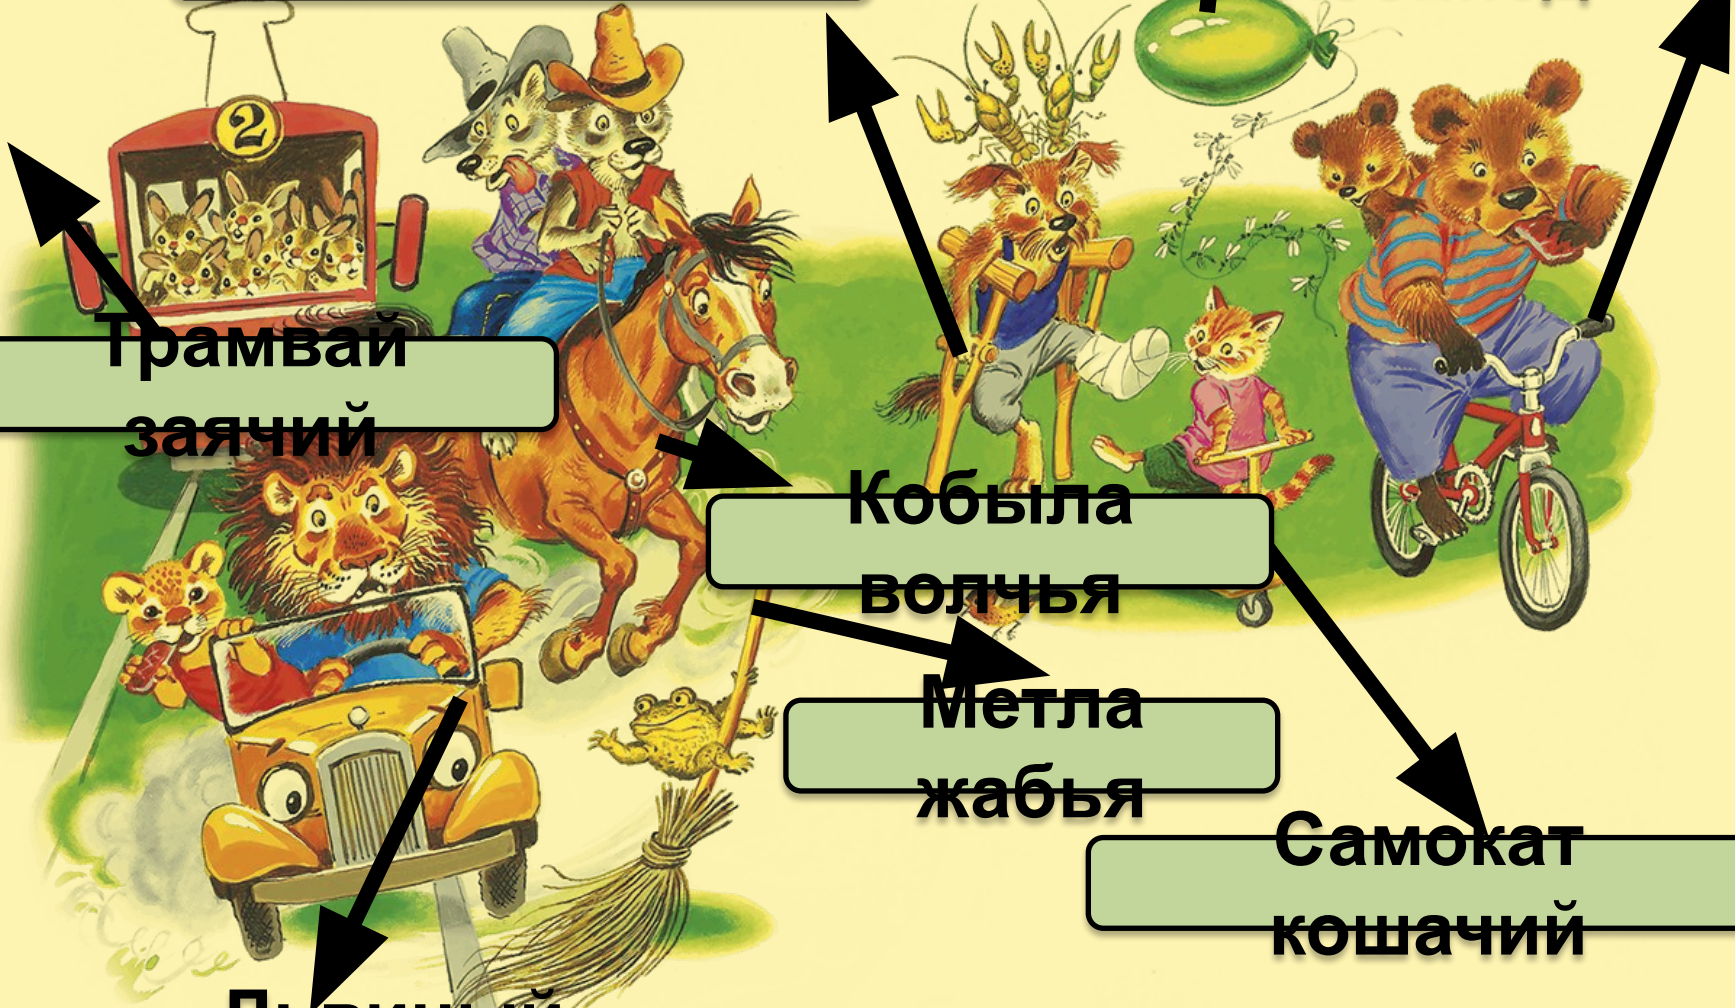 2
Трамвай
заячий
Кобыла
волчья
Метла
жабья
Самокат
кошачий